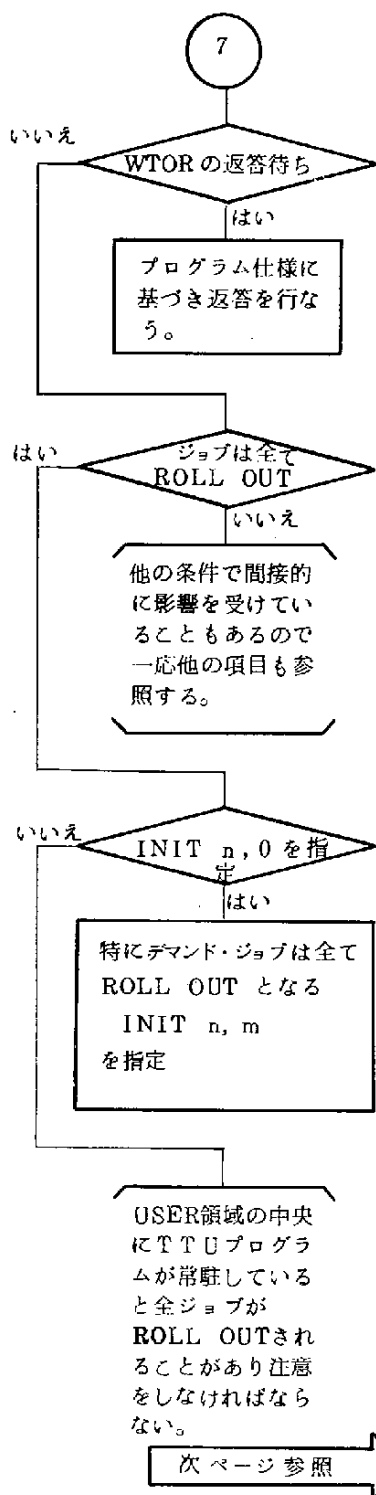 7
いいえ
WTORの返答待ち
はい
プログラム仕様に
基づき返答を行な
う。
はい
ジョブは全て
ROLL OUT
いいえ
他の条件で間接的
に影響を受けてい
ることもあるので
一応他の項目も参
照する。
いいえ
INIT n,0を指
定
はい
特にデマンド・ジョブは全て
ROLL OUT となる
INIT n, m
を指定
USER領域の中央
にTTUプログラ
ムが常駐している
と全ジョブが
ROLL OUTされ
ることがあり注意
をしなければなら
ない。
次ページ参照